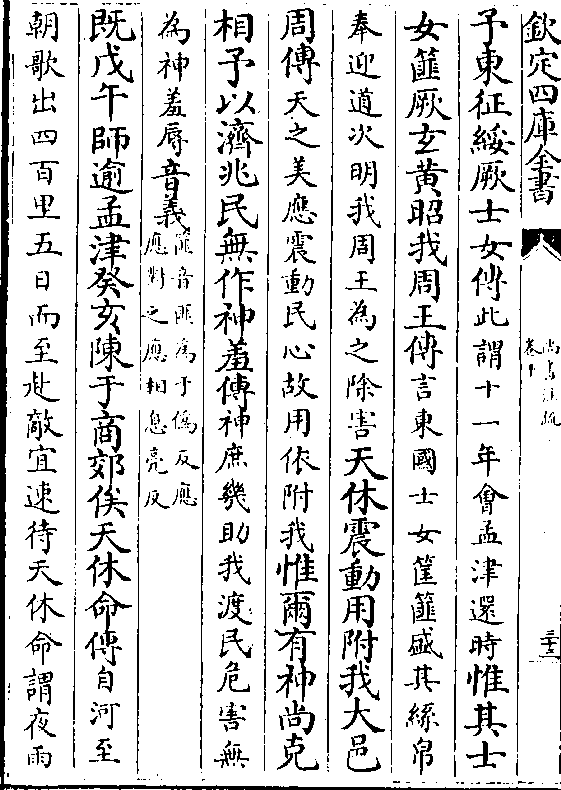 欽定四庫全書
尚書注疏
卷十
三十三
予東征綏厥士女傳此謂十一年會孟津還時惟其士
女篚厥玄黃昭我周王傳言東國士女筐篚盛其絲帛
奉迎道次明我周王為之除害天休震動用附我大邑
周傳天之美應震動民心故用依附我惟爾有神尚克
相予以濟兆民無作神羞傳神庶幾助我渡民危害無
為神羞辱音義篚音匪為于偽反應
應對之應相息亮反
既戊午師逾孟津癸亥陳于商郊俟天休命傳自河至
朝歌出四百里五日而至赴敵宜速待天休命謂夜雨